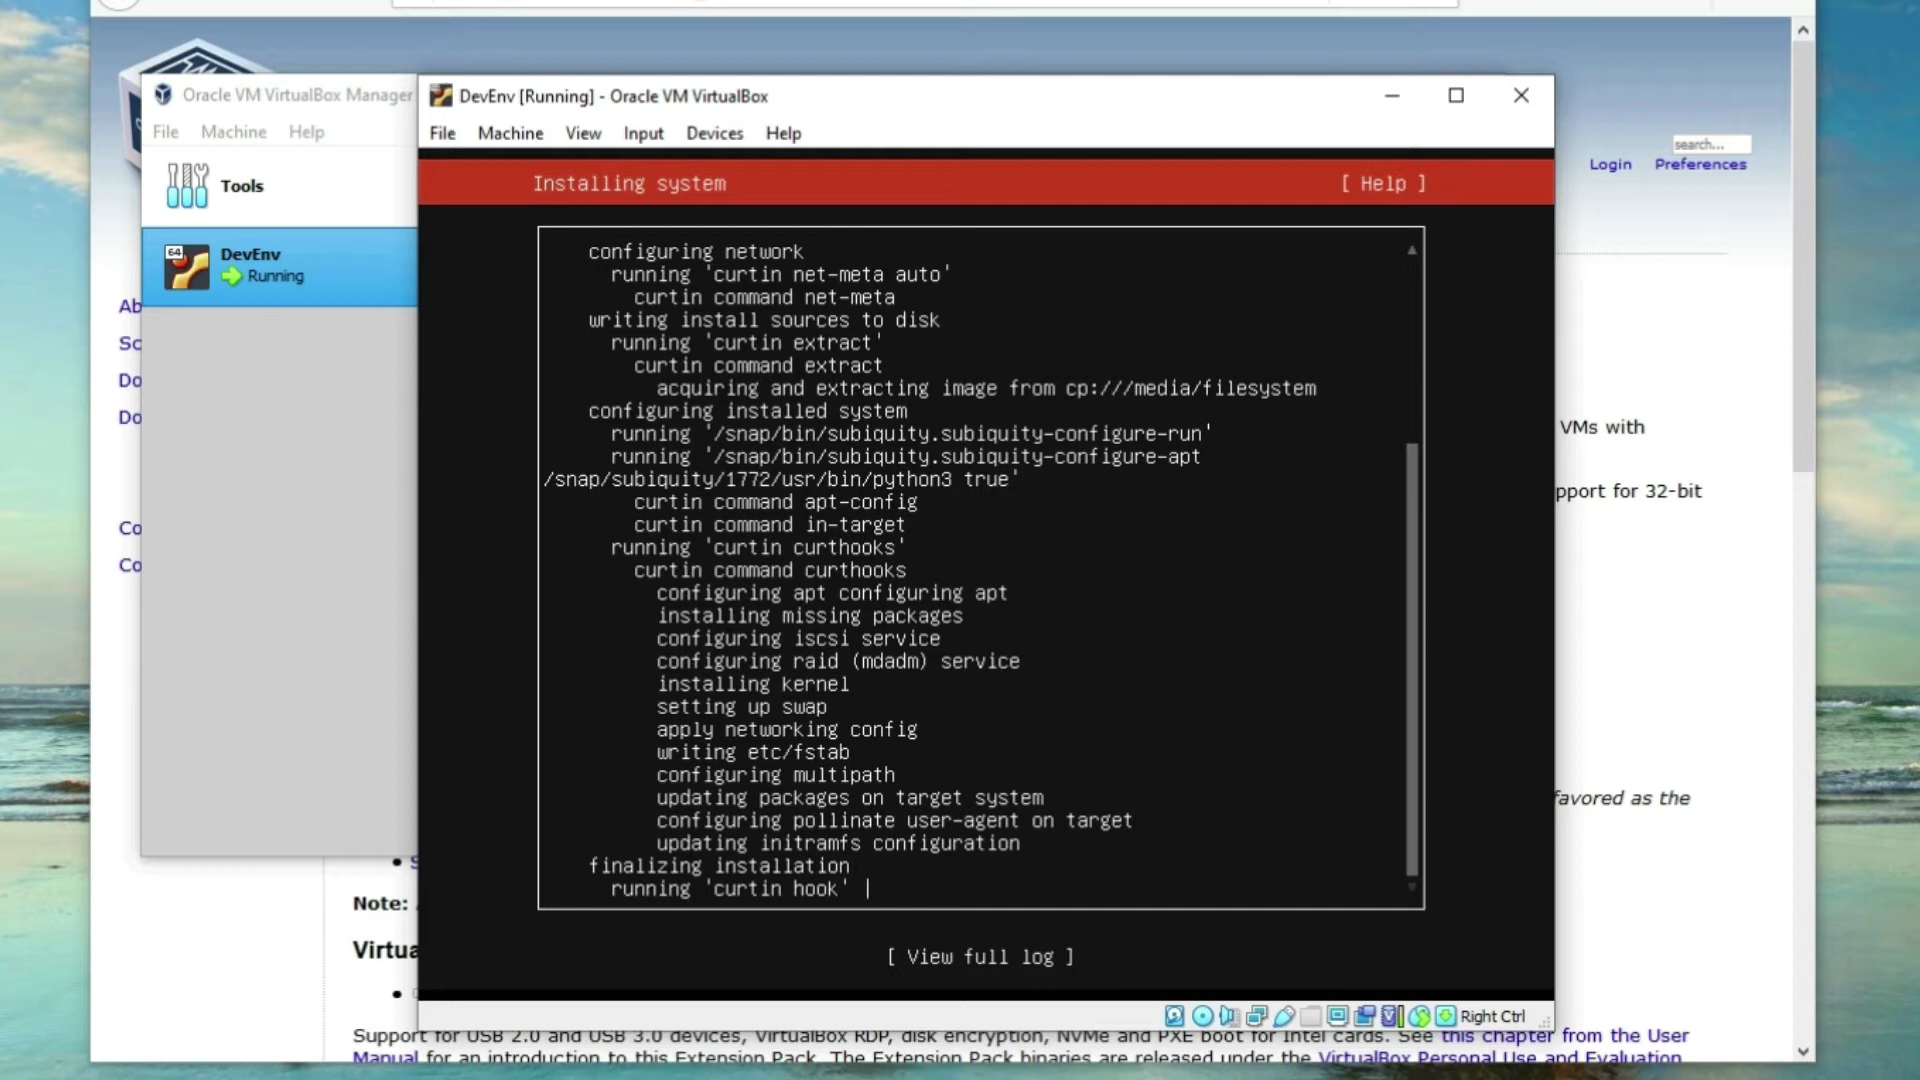 Oracle VM VirtualBox Manager
File Machine Help
Tools
64
DevEnv
Running
DevEnv [Running] - Oracle VM VirtualBox
File Machine View Input Devices Help
Installing system [ Help ]
configuring network
running 'curtin net-meta auto'
curtin command net-meta
writing install sources to disk
running 'curtin extract'
curtin command extract
acquiring and extracting image from cp:///media/filesystem
configuring installed system
running '/snap/bin/subiquity.subiquity-configure-run'
running '/snap/bin/subiquity.subiquity-configure-apt
/snap/subiquity/1772/usr/bin/python3 true'
curtin command apt-config
curtin command in-target
running 'curtin curthooks'
curtin command curthooks
configuring apt configuring apt
installing missing packages
configuring iscsi service
configuring raid (mdadm) service
installing kernel
setting up swap
apply networking config
writing etc/fstab
configuring multipath
updating packages on target system
configuring pollinate user-agent on target
updating initramfs configuration
finalizing installation
running 'curtin hook' |
[ View full log ]
Right Ctrl
search...
Login Preferences
Ab
Sc
Do
Do
Co
Co
VMs with
pport for 32-bit
favored as the
Note:
Virtua
Support for USB 2.0 and USB 3.0 devices, VirtualBox RDP, disk encryption, NVMe and PXE boot for Intel cards. See this chapter from the User
Manual for an introduction to this Extension Pack. The Extension Pack binaries are released under the VirtualBox Personal Use and Evaluation